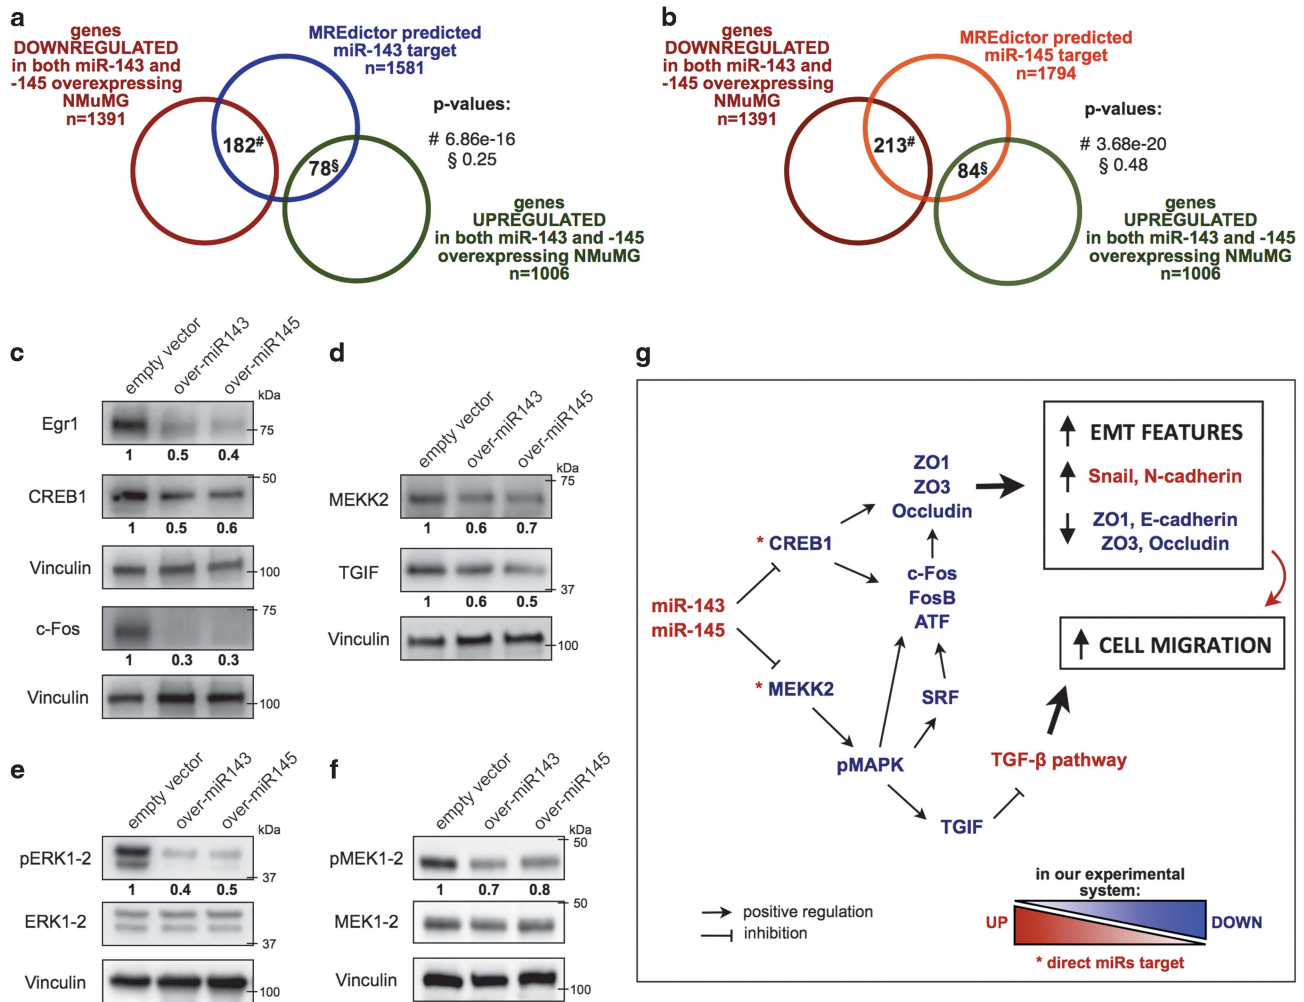 a
genes
DOWNREGULATED
in both miR-143 and
-145 overexpressing
NMuMG
n=1391
MREdictor predicted
miR-143 target
n=1581
p-values:
# 6.86e-16
§ 0.25
182#
78§
genes
UPREGULATED
in both miR-143 and -145
overexpressing NMuMG
n=1006
b
genes
DOWNREGULATED
in both miR-143 and
-145 overexpressing
NMuMG
n=1391
MREdictor predicted
miR-145 target
n=1794
p-values:
# 3.68e-20
§ 0.48
213#
84§
genes
UPREGULATED
in both miR-143 and -145
overexpressing NMuMG
n=1006
c
empty vector
over-miR143
over-miR145
kDa
Egr1
75
1 0.5 0.4
50
CREB1
1 0.5 0.6
Vinculin
100
75
c-Fos
1 0.3 0.3
Vinculin
100
d
empty vector
over-miR143
over-miR145
kDa
75
MEKK2
1 0.6 0.7
TGIF
37
1 0.6 0.5
Vinculin
100
e
empty vector
over-miR143
over-miR145
kDa
pERK1-2
37
1 0.4 0.5
ERK1-2
37
Vinculin
100
f
empty vector
over-miR143
over-miR145
kDa
50
pMEK1-2
1 0.7 0.8
50
MEK1-2
Vinculin
100
g
miR-143
miR-145
* CREB1
* MEKK2
ZO1
ZO3
Occludin
c-Fos
FosB
ATF
SRF
pMAPK
TGIF
TGF-β pathway
EMT FEATURES
Snail, N-cadherin
ZO1, E-cadherin
ZO3, Occludin
CELL MIGRATION
positive regulation
inhibition
in our experimental
system:
UP
DOWN
* direct miRs target